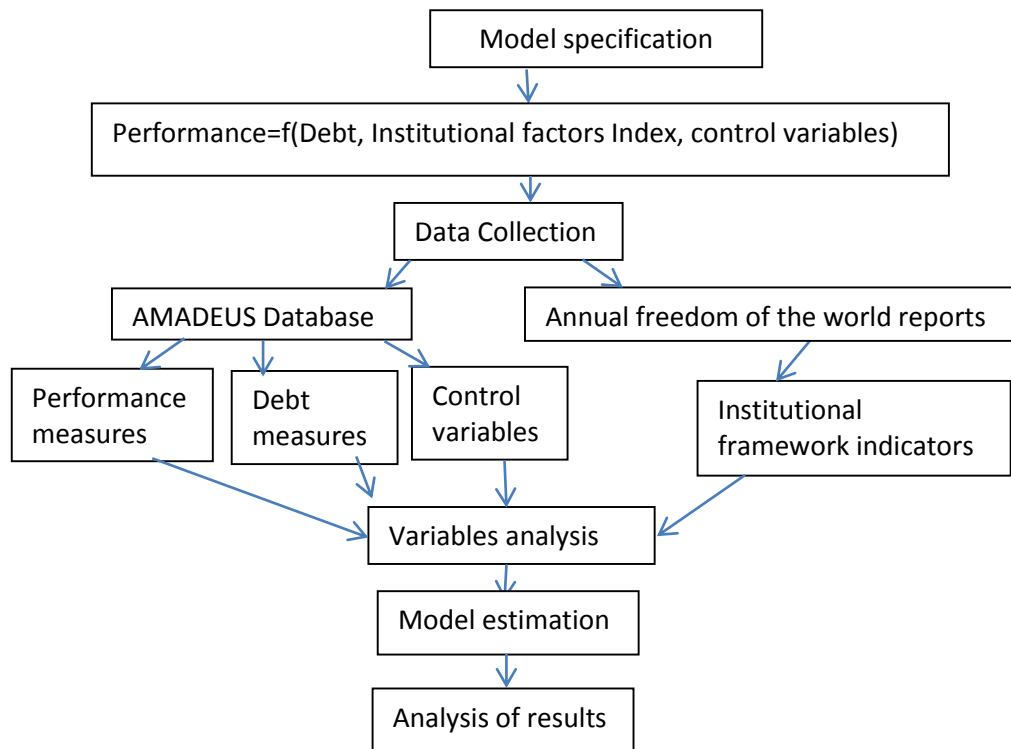 Model specification
Performance=f(Debt, Institutional factors Index, control variables)
Data Collection
AMADEUS Database
Annual freedom of the world reports
Performance
measures
Debt
measures
Control
variables
Institutional
framework indicators
Variables analysis
Model estimation
Analysis of results